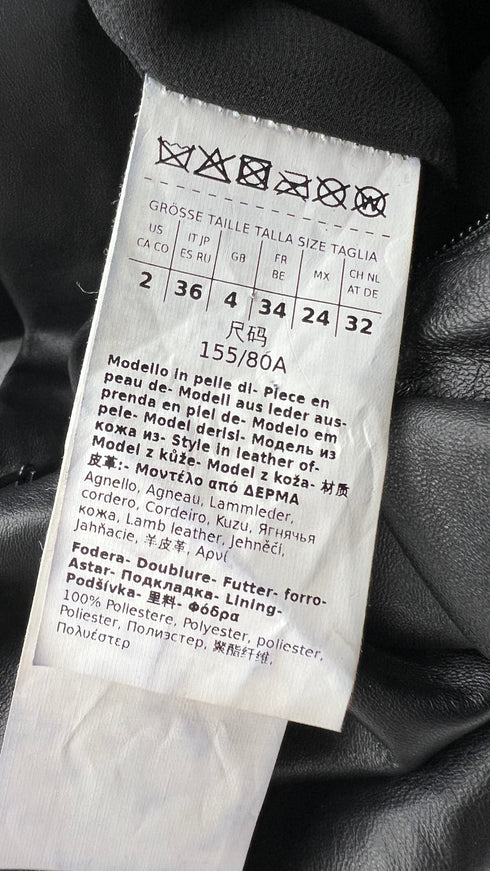 GRÖSSE TAILLE TALLA SIZE TAGLIA
US CA CO | IT JP ES RU | GB | FR BE | MX | CH NL AT DE
2 | 36 | 4 | 34 | 24 | 32
尺码
155/80A
Modello in pelle di- Piece en
peau de- Modell aus leder aus-
prenda en piel de- Modelo em
pele- Model derisi- Модель из
кожа из- Style in leather of-
Model z kůže- Model z koža- 材质
皮革:- Μοντέλο από ΔΕΡΜΑ
Agnello, Agneau, Lammleder,
cordero, Cordeiro, Kuzu, Ягнячья
кожа, Lamb leather, Jehněčí,
Jahňacie, 羊皮革, Αρνί
Fodera- Doublure- Futter- forro-
Astar- Подкладка- Lining-
Podšívka- 里料- Φόδρα
100% Poliestere, Polyester, poliester,
Poliester, Полиэстер, 聚酯纤维,
Πολυέστερ